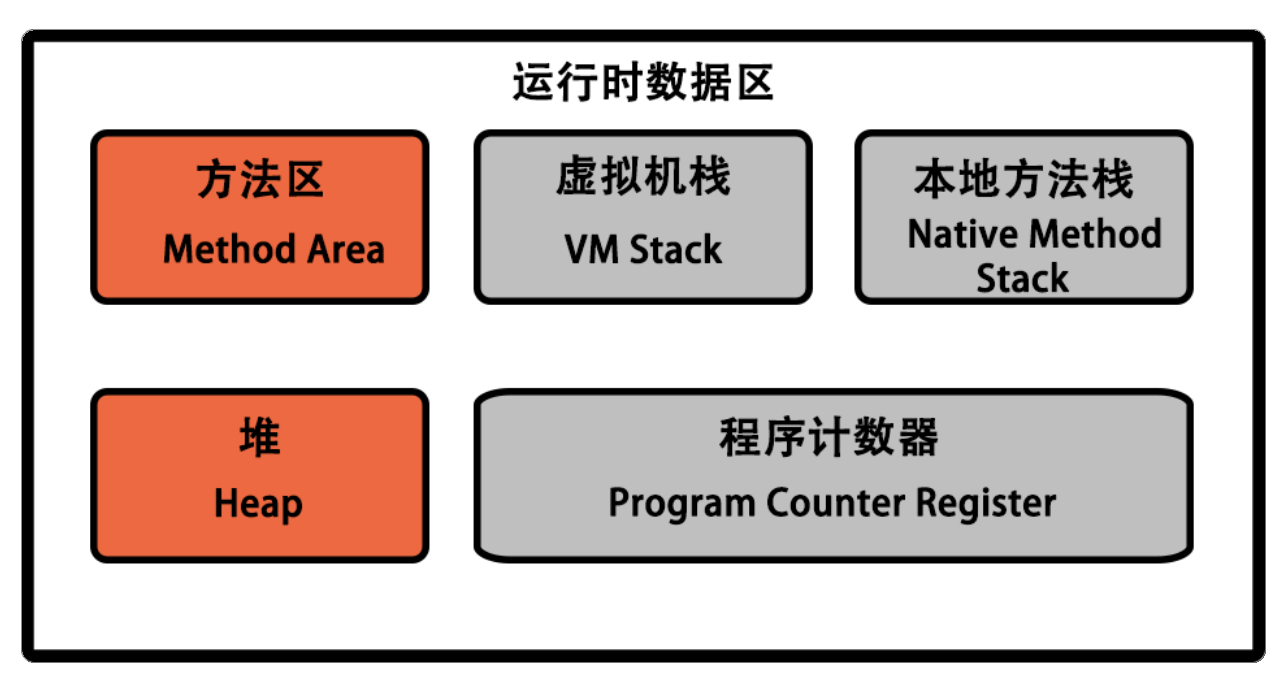 运行时数据区
方法区
Method Area
虚拟机栈
VM Stack
本地方法栈
Native Method
Stack
堆
Heap
程序计数器
Program Counter Register